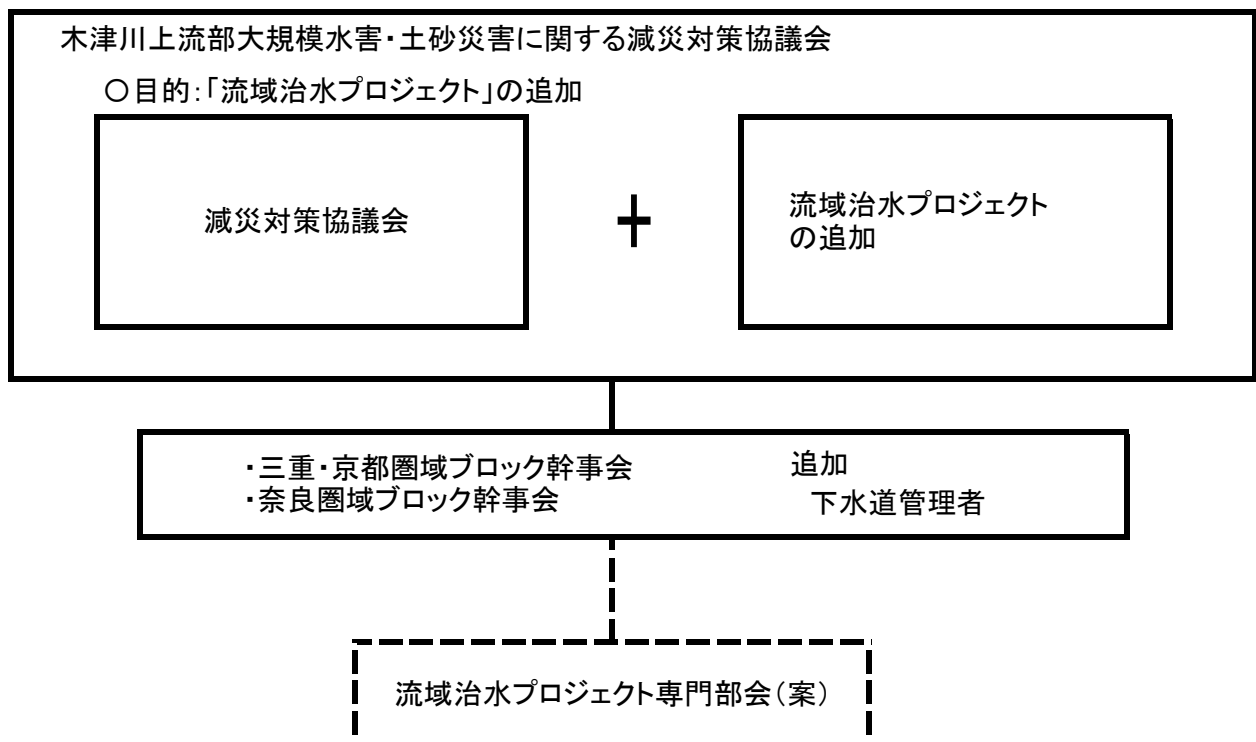 木津川上流部大規模水害・土砂災害に関する減災対策協議会
○目的:「流域治水プロジェクト」の追加
減災対策協議会
+
流域治水プロジェクト
の追加
・三重・京都圏域ブロック幹事会
・奈良圏域ブロック幹事会
追加
下水道管理者
流域治水プロジェクト専門部会(案)